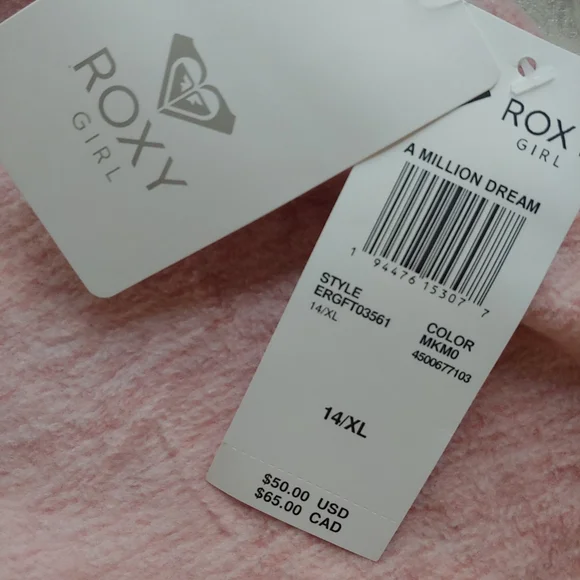 ROXY
GIRL
ROX
GIRL
A MILLION DREAM
1 94476 15307 7
STYLE
ERGFT03561
14/XL
COLOR
MKM0
4500677103
14/XL
$50.00 USD
$65.00 CAD